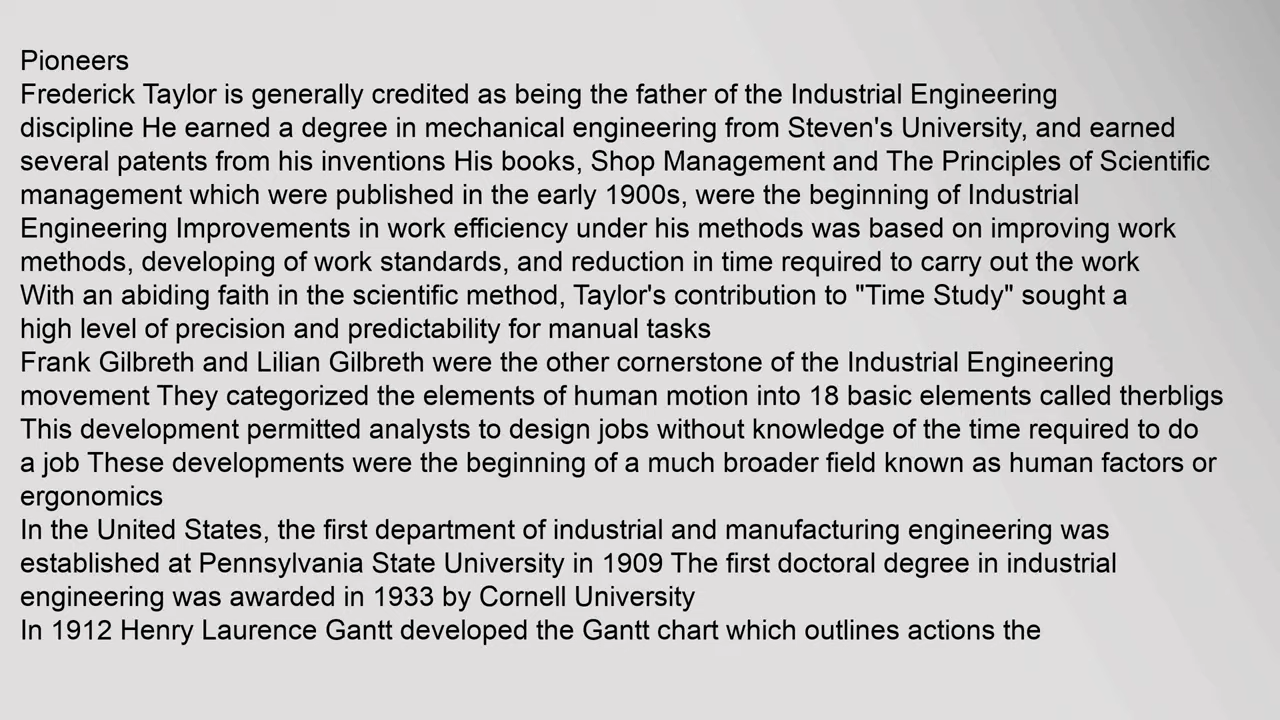 Pioneers
Frederick Taylor is generally credited as being the father of the Industrial Engineering
discipline He earned a degree in mechanical engineering from Steven's University, and earned
several patents from his inventions His books, Shop Management and The Principles of Scientific
management which were published in the early 1900s, were the beginning of Industrial
Engineering Improvements in work efficiency under his methods was based on improving work
methods, developing of work standards, and reduction in time required to carry out the work
With an abiding faith in the scientific method, Taylor's contribution to "Time Study" sought a
high level of precision and predictability for manual tasks
Frank Gilbreth and Lilian Gilbreth were the other cornerstone of the Industrial Engineering
movement They categorized the elements of human motion into 18 basic elements called therbligs
This development permitted analysts to design jobs without knowledge of the time required to do
a job These developments were the beginning of a much broader field known as human factors or
ergonomics
In the United States, the first department of industrial and manufacturing engineering was
established at Pennsylvania State University in 1909 The first doctoral degree in industrial
engineering was awarded in 1933 by Cornell University
In 1912 Henry Laurence Gantt developed the Gantt chart which outlines actions the